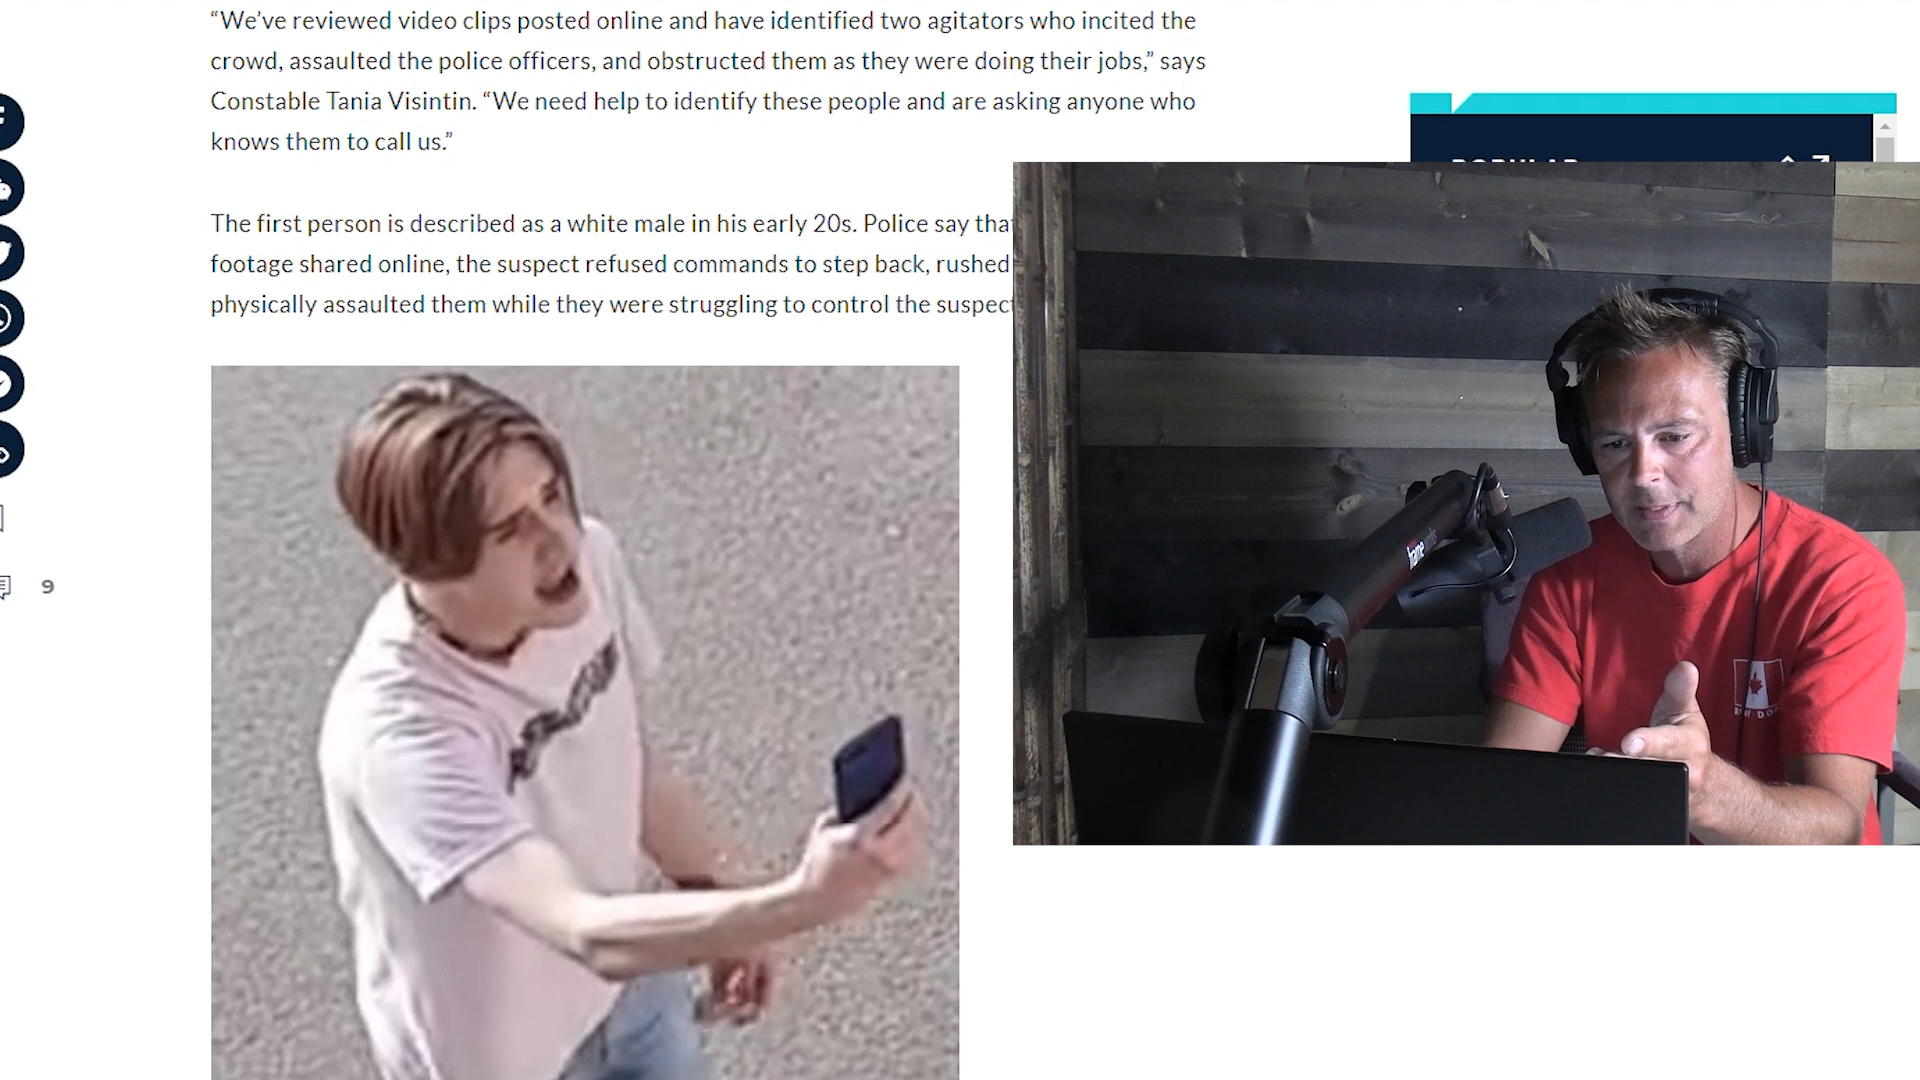 “We’ve reviewed video clips posted online and have identified two agitators who incited the
crowd, assaulted the police officers, and obstructed them as they were doing their jobs,” says
Constable Tania Visintin. “We need help to identify these people and are asking anyone who
knows them to call us.”
The first person is described as a white male in his early 20s. Police say that
footage shared online, the suspect refused commands to step back, rushed
physically assaulted them while they were struggling to control the suspect
9